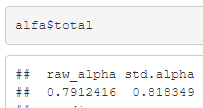 alfa$total
##  raw_alpha std.alpha
##  0.7912416  0.818349